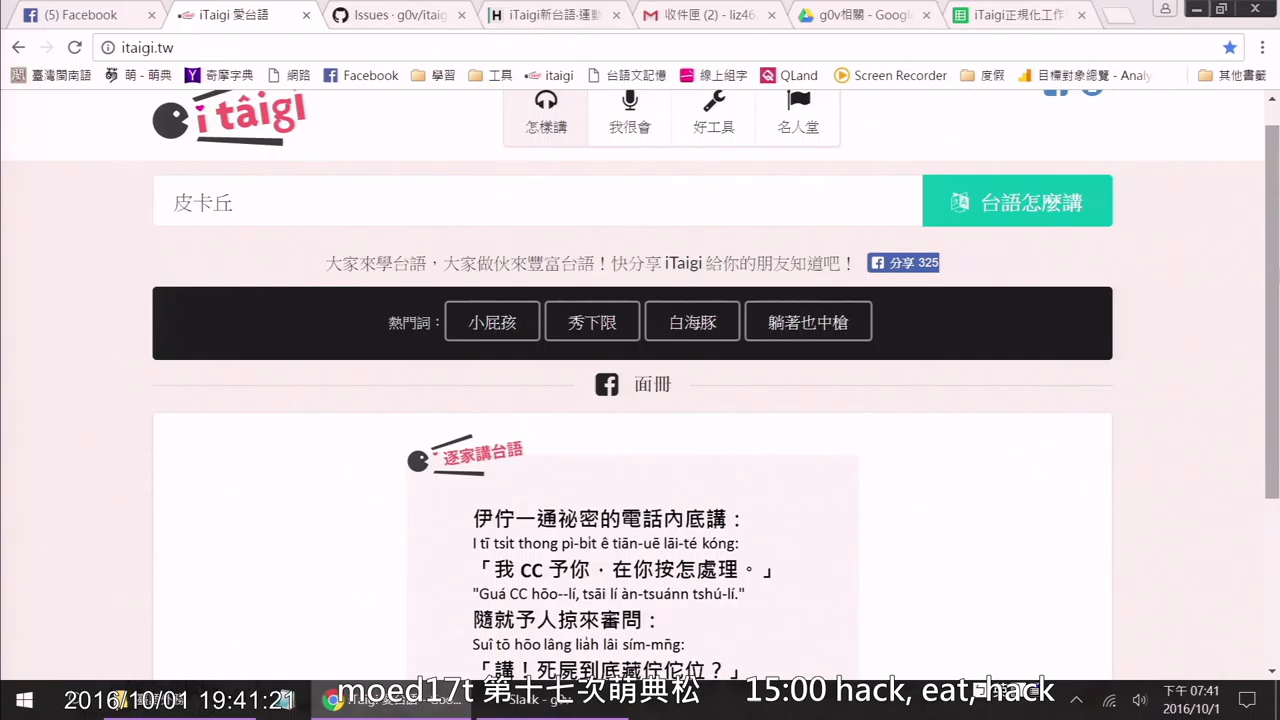 (5) Facebook
iTaigi 愛台語
Issues · g0v/itaig
iTaigi新台語·運動
收件匣 (2) - liz46
g0v相關 - Google
iTaigi正規化工作
itaigi.tw
臺灣閩南語
萌 - 萌典
奇摩字典
網路
Facebook
學習
工具
itaigi
台語文記憶
線上組字
QLand
Screen Recorder
度假
目標對象總覽 - Analy
其他書籤
i tâigI
怎樣講
我很會
好工具
名人堂
皮卡丘
台語怎麼講
大家來學台語，大家做伙來豐富台語！快分享 iTaigi 給你的朋友知道吧！
分享 325
熱門詞：
小屁孩
秀下限
白海豚
躺著也中槍
面冊
逐家講台語
伊佇一通祕密的電話內底講：
I tī tsi̍t thong pì-bi̍t ê tiān-uē lāi-té kóng:
「我 CC 予你，在你按怎處理。」
"Guá CC hōo--lí, tsāi lí àn-tsuánn tshú-lí."
隨就予人掠來審問：
Suî tō hōo lâng lia̍h lâi sím-mn̄g:
「講！死屍到底藏佇佗位？」
2016/10/01 19:41:21
moed17t 第十七次萌典松
15:00 hack, eat, hack
下午 07:41
2016/10/1